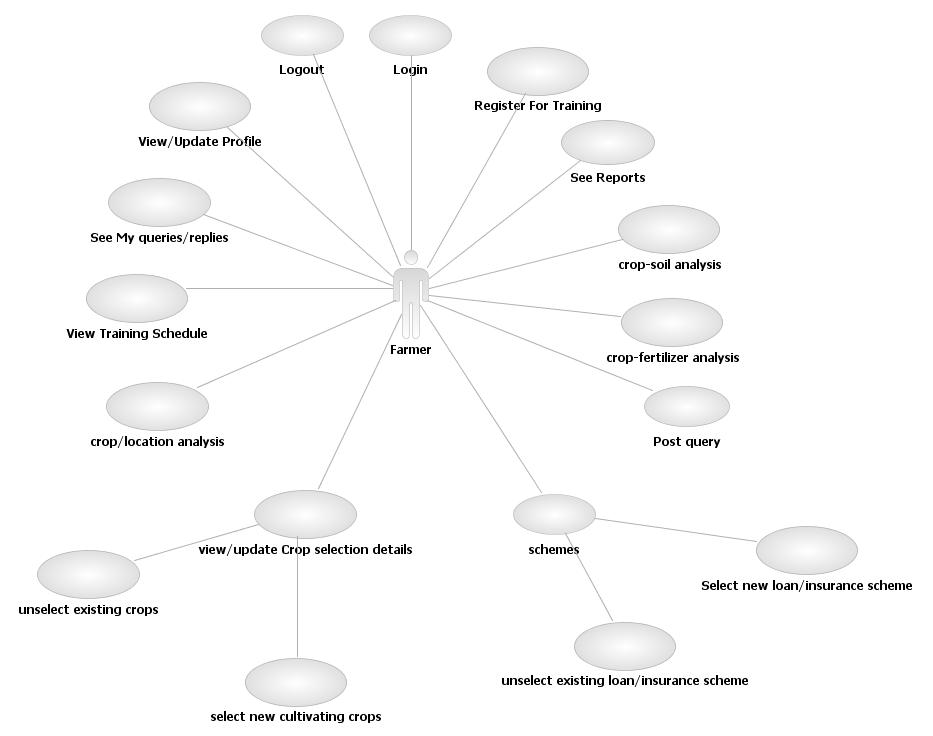 Logout
Login
Register For Training
View/Update Profile
See Reports
See My queries/replies
crop-soil analysis
View Training Schedule
Farmer
crop-fertilizer analysis
crop/location analysis
Post query
view/update Crop selection details
schemes
Select new loan/insurance scheme
unselect existing crops
unselect existing loan/insurance scheme
select new cultivating crops